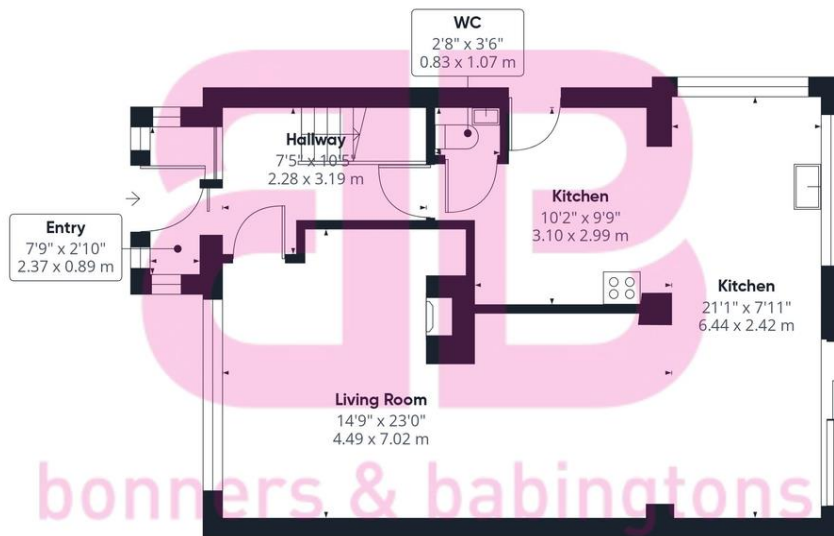 WC
2'8" x 3'6"
0.83 x 1.07 m
Hallway
7'5" x 10'5"
2.28 x 3.19 m
Entry
7'9" x 2'10"
2.37 x 0.89 m
Kitchen
10'2" x 9'9"
3.10 x 2.99 m
Kitchen
21'1" x 7'11"
6.44 x 2.42 m
Living Room
14'9" x 23'0"
4.49 x 7.02 m
bonners & babingtons